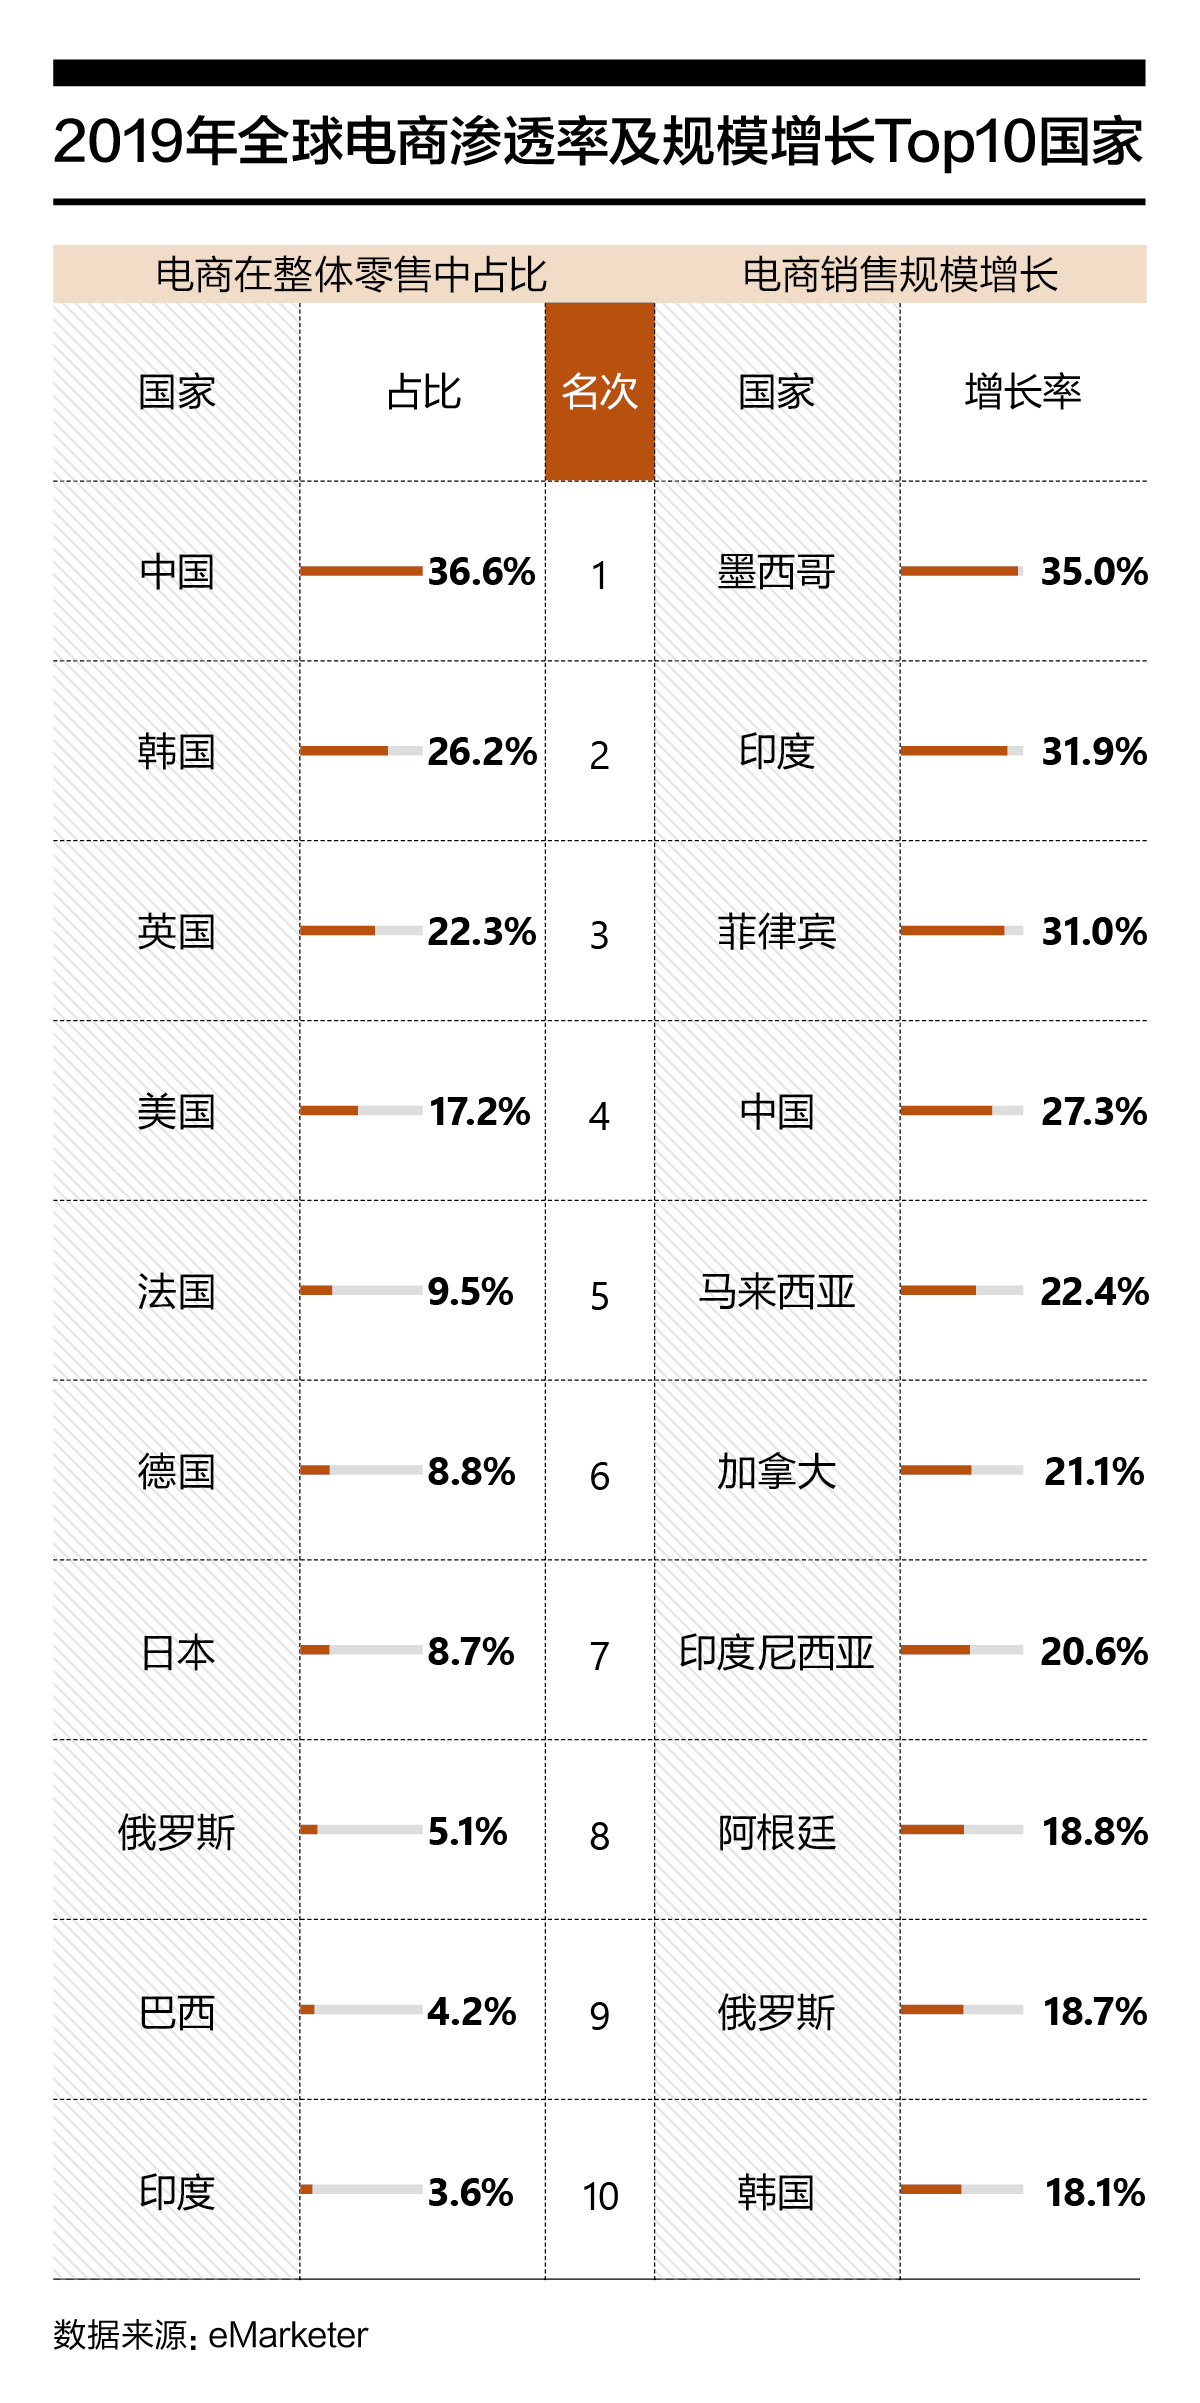 2019年全球电商渗透率及规模增长Top10国家
电商在整体零售中占比 电商销售规模增长
国家 占比 名次 国家 增长率
中国 36.6% 1 墨西哥 35.0%
韩国 26.2% 2 印度 31.9%
英国 22.3% 3 菲律宾 31.0%
美国 17.2% 4 中国 27.3%
法国 9.5% 5 马来西亚 22.4%
德国 8.8% 6 加拿大 21.1%
日本 8.7% 7 印度尼西亚 20.6%
俄罗斯 5.1% 8 阿根廷 18.8%
巴西 4.2% 9 俄罗斯 18.7%
印度 3.6% 10 韩国 18.1%
数据来源：eMarketer